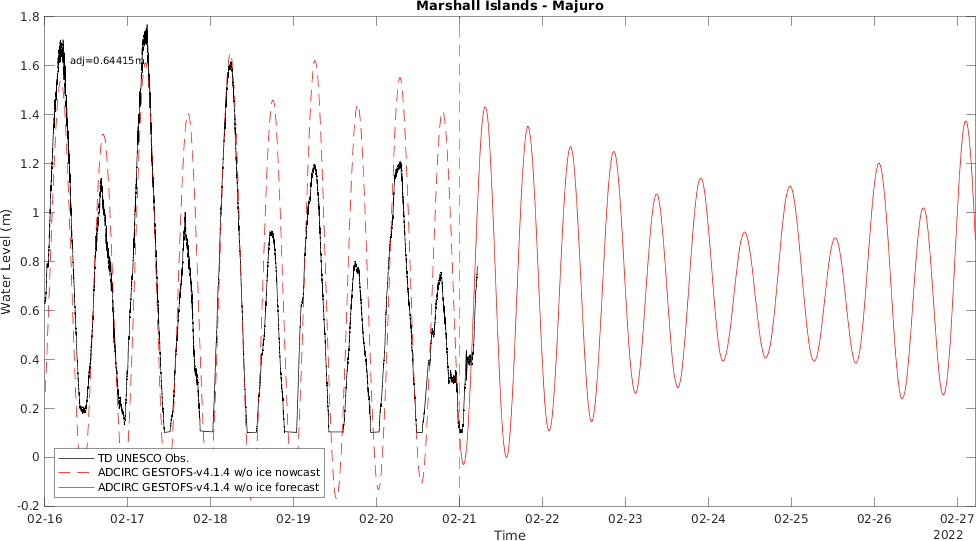 Marshall Islands - Majuro
1.8
1.6
1.4
1.2
1
0.8
0.6
0.4
0.2
0
-0.2
Water Level (m)
adj=0.64415m
TD UNESCO Obs.
ADCIRC GESTOFS-v4.1.4 w/o ice nowcast
ADCIRC GESTOFS-v4.1.4 w/o ice forecast
02-16 02-17 02-18 02-19 02-20 02-21 02-22 02-23 02-24 02-25 02-26 02-27
Time
2022